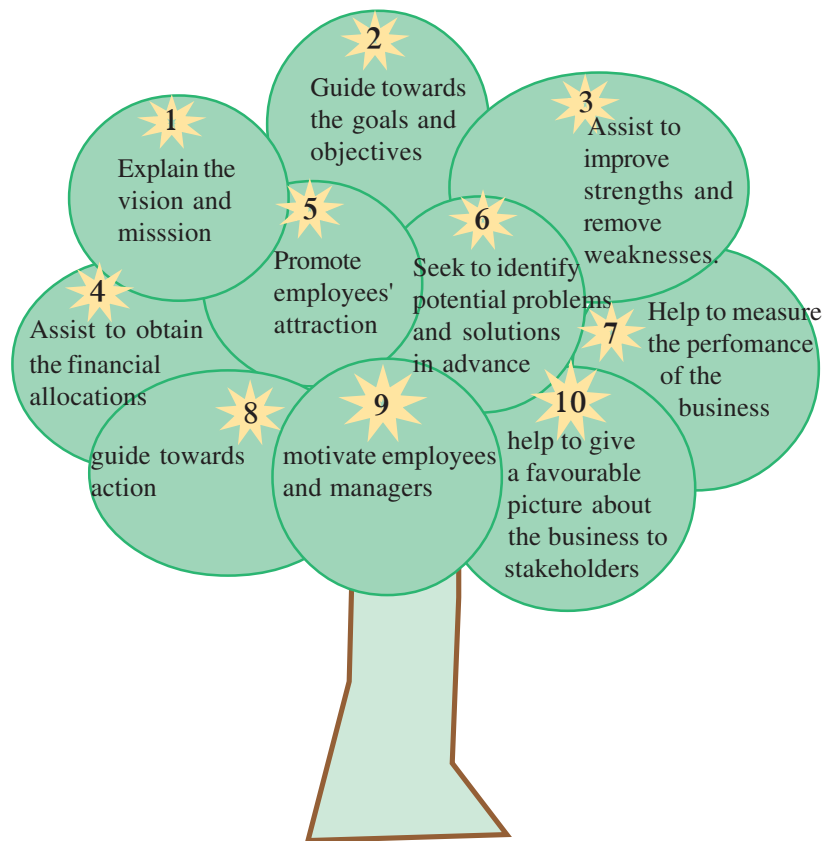 1
Explain the
vision and
misssion
2
Guide towards
the goals and
objectives
3
Assist to
improve
strengths and
remove
weaknesses.
4
Assist to obtain
the financial
allocations
5
Promote
employees'
attraction
6
Seek to identify
potential problems
and solutions
in advance
7
Help to measure
the perfomance
of the
business
8
guide towards
action
9
motivate employees
and managers
10
help to give
a favourable
picture about
the business to
stakeholders